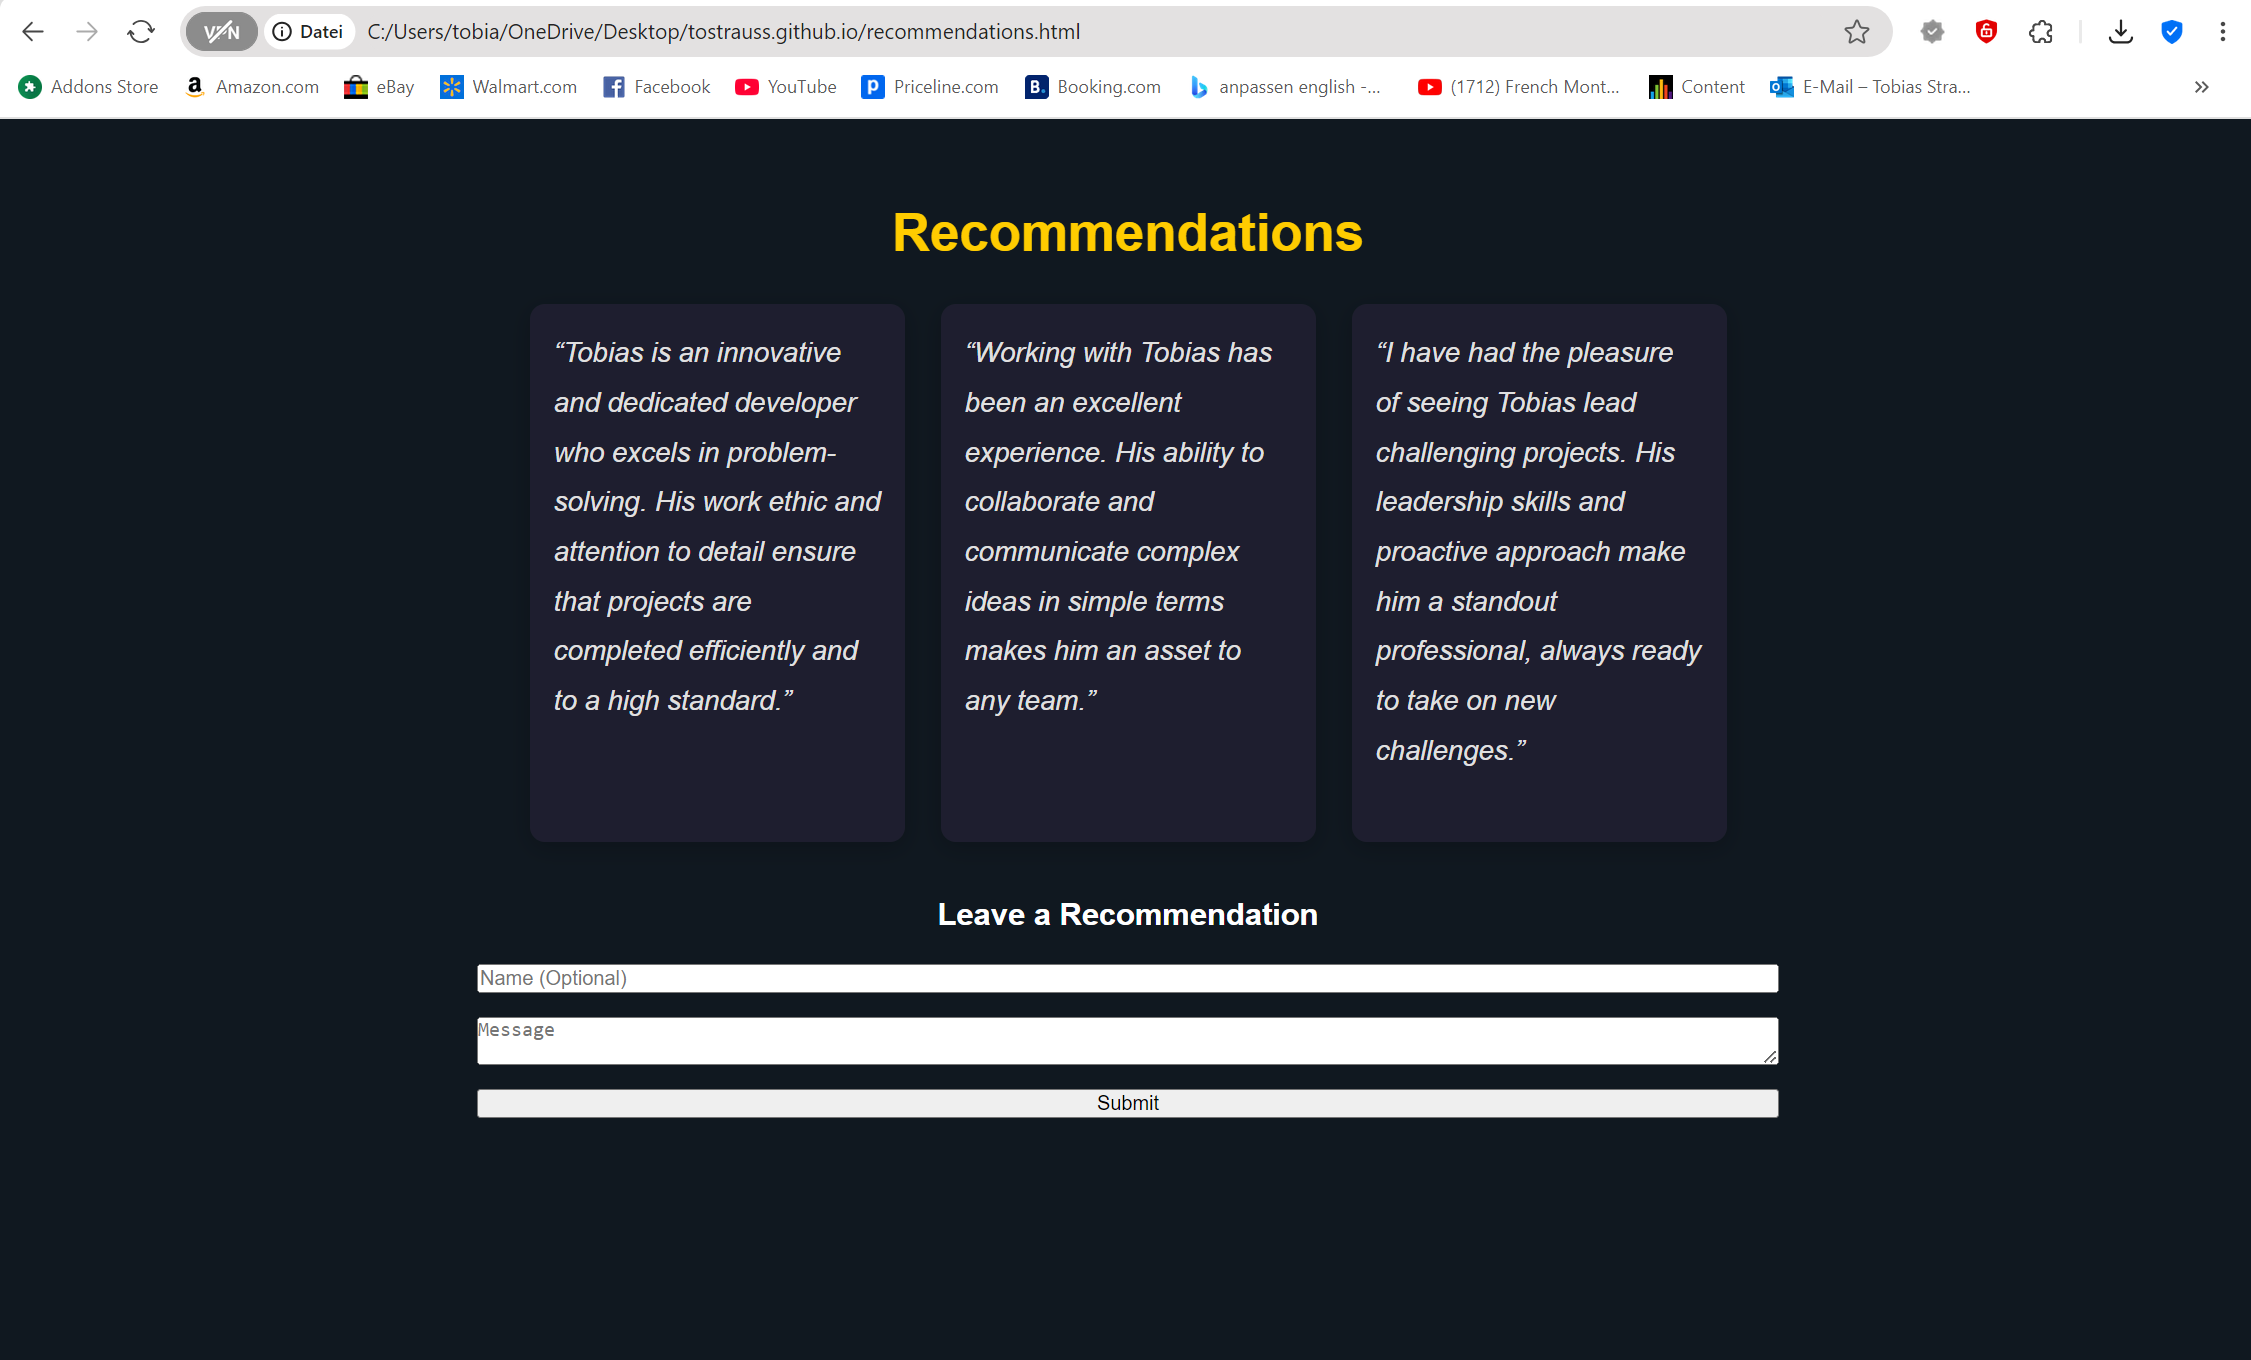 VPN Datei C:/Users/tobia/OneDrive/Desktop/tostrauss.github.io/recommendations.html
Addons Store Amazon.com eBay Walmart.com Facebook YouTube Priceline.com Booking.com anpassen english -... (1712) French Mont... Content E-Mail – Tobias Stra...
Recommendations
“Tobias is an innovative
and dedicated developer
who excels in problem-
solving. His work ethic and
attention to detail ensure
that projects are
completed efficiently and
to a high standard.”
“Working with Tobias has
been an excellent
experience. His ability to
collaborate and
communicate complex
ideas in simple terms
makes him an asset to
any team.”
“I have had the pleasure
of seeing Tobias lead
challenging projects. His
leadership skills and
proactive approach make
him a standout
professional, always ready
to take on new
challenges.”
Leave a Recommendation
Name (Optional)
Message
Submit